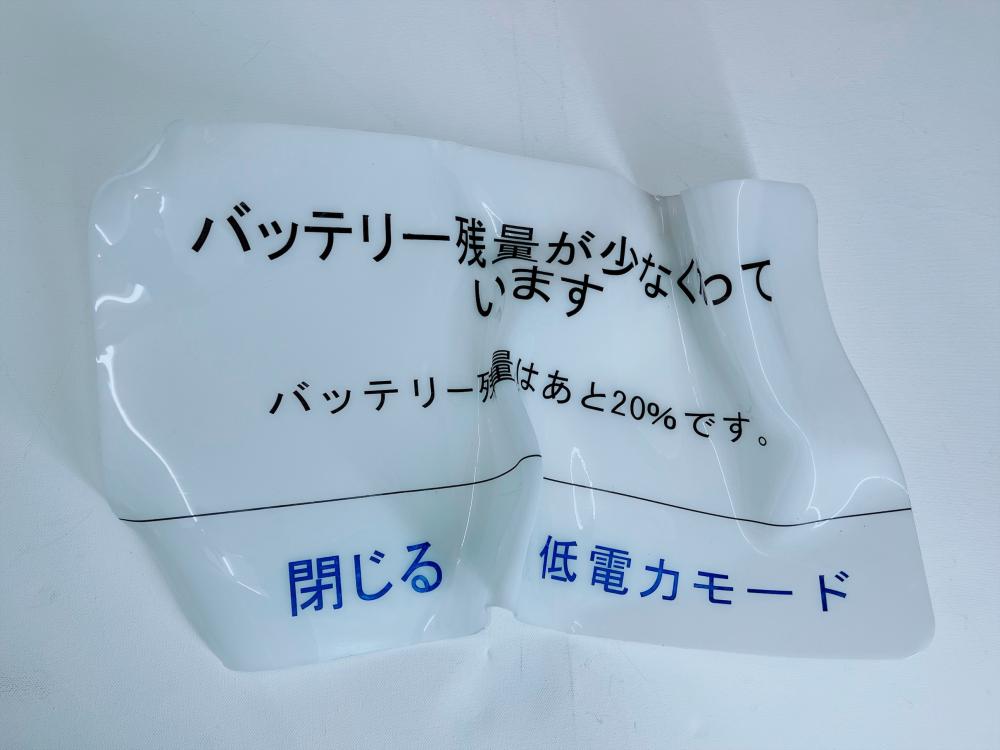 バッテリー残量が少なくなって
います
バッテリー残量はあと20%です。
閉じる
低電力モード